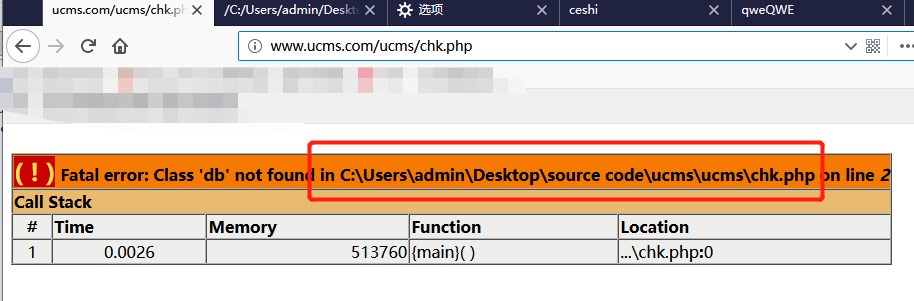 ucms.com/ucms/chk.php
/C:/Users/admin/Deskt
选项
ceshi
qweQWE
www.ucms.com/ucms/chk.php
( ! ) Fatal error: Class 'db' not found in C:\Users\admin\Desktop\source code\ucms\ucms\chk.php on line 2
Call Stack
# Time Memory Function Location
1 0.0026 513760 {main}( ) ...\chk.php:0